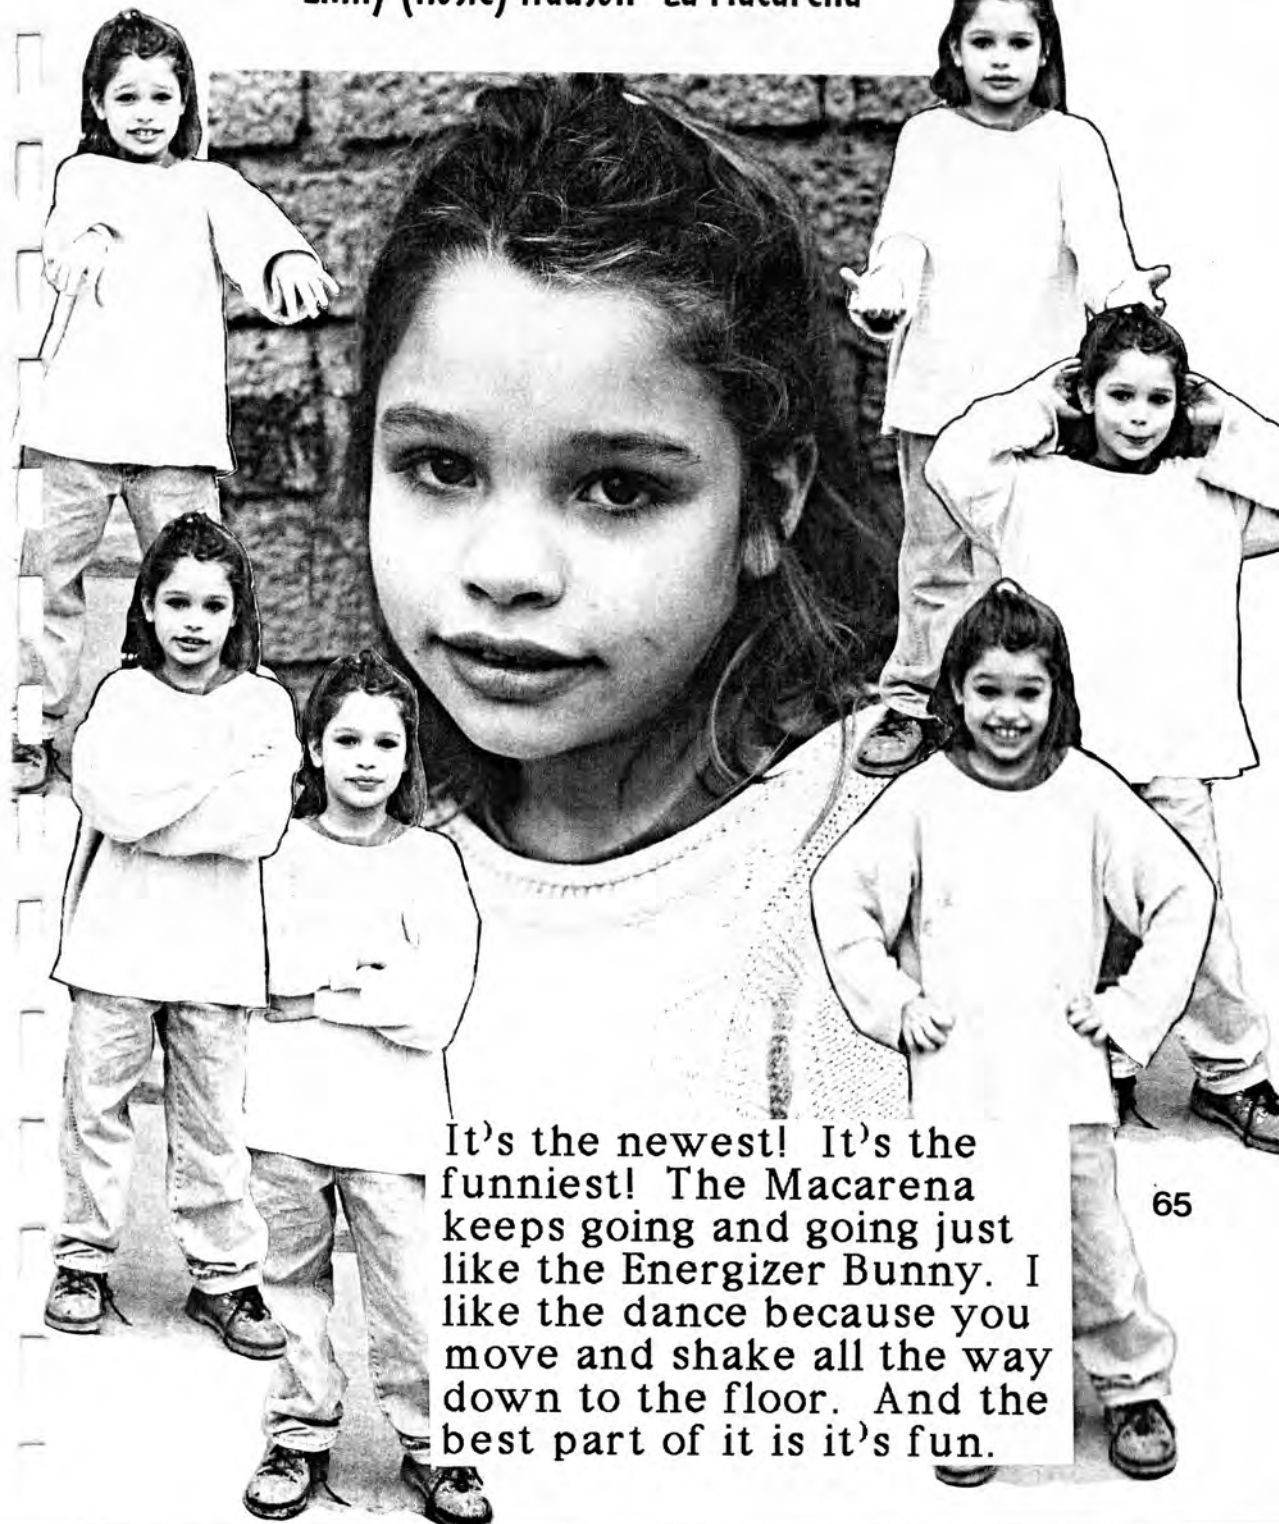 La Macarena
It's the newest! It's the
funniest! The Macarena
keeps going and going just
like the Energizer Bunny. I
like the dance because you
move and shake all the way
down to the floor. And the
best part of it is it's fun.
65